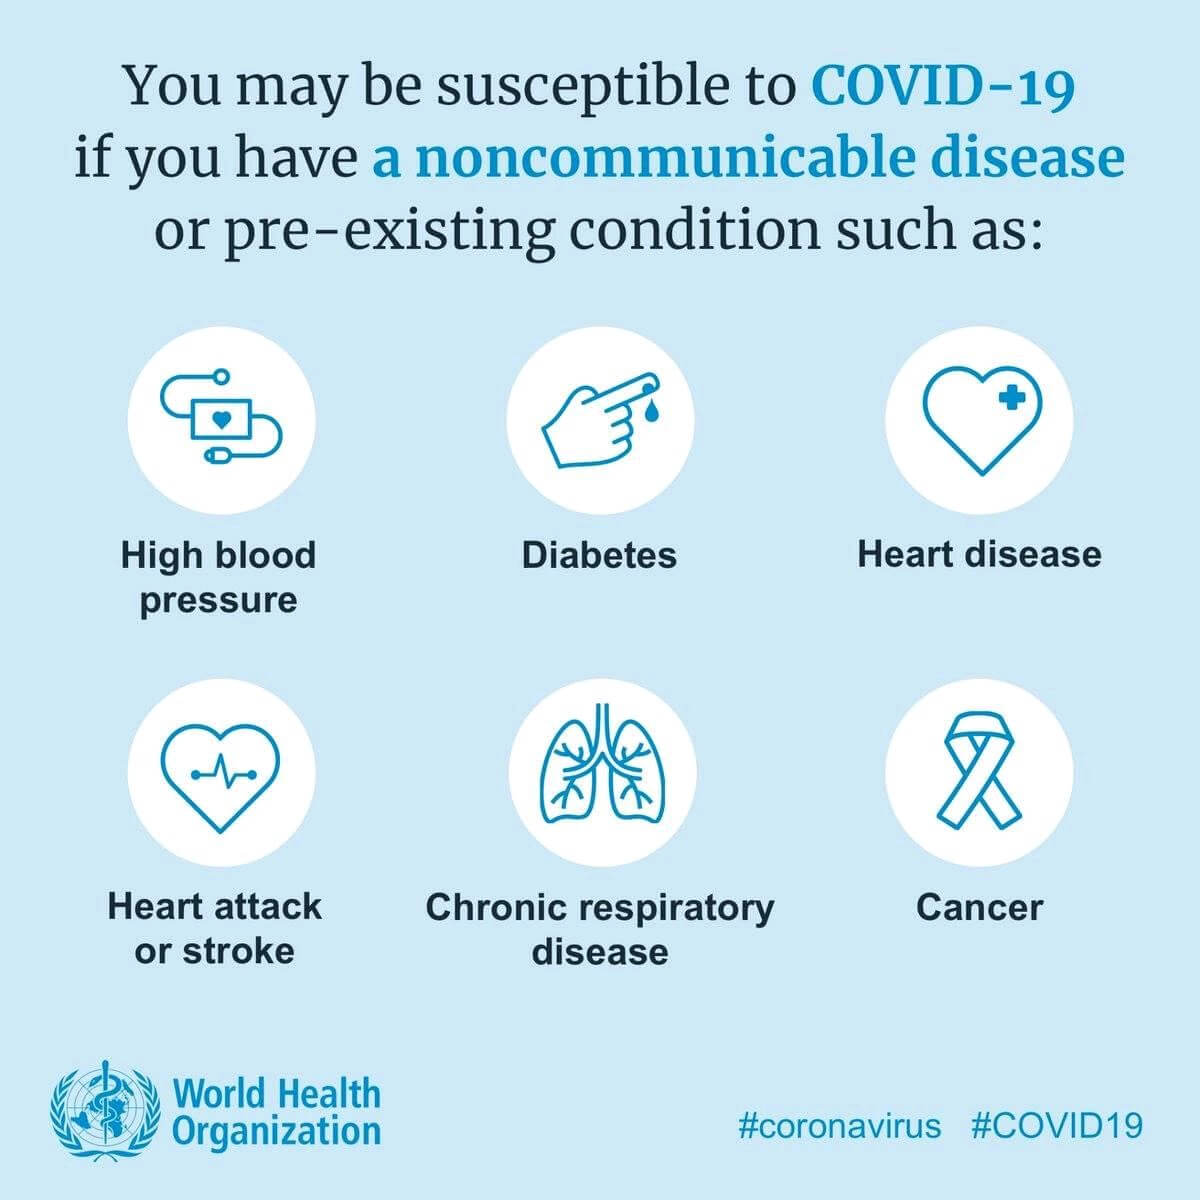 You may be susceptible to COVID-19
if you have a noncommunicable disease
or pre-existing condition such as:
High blood
pressure
Diabetes
Heart disease
Heart attack
or stroke
Chronic respiratory
disease
Cancer
World Health
Organization
#coronavirus #COVID19